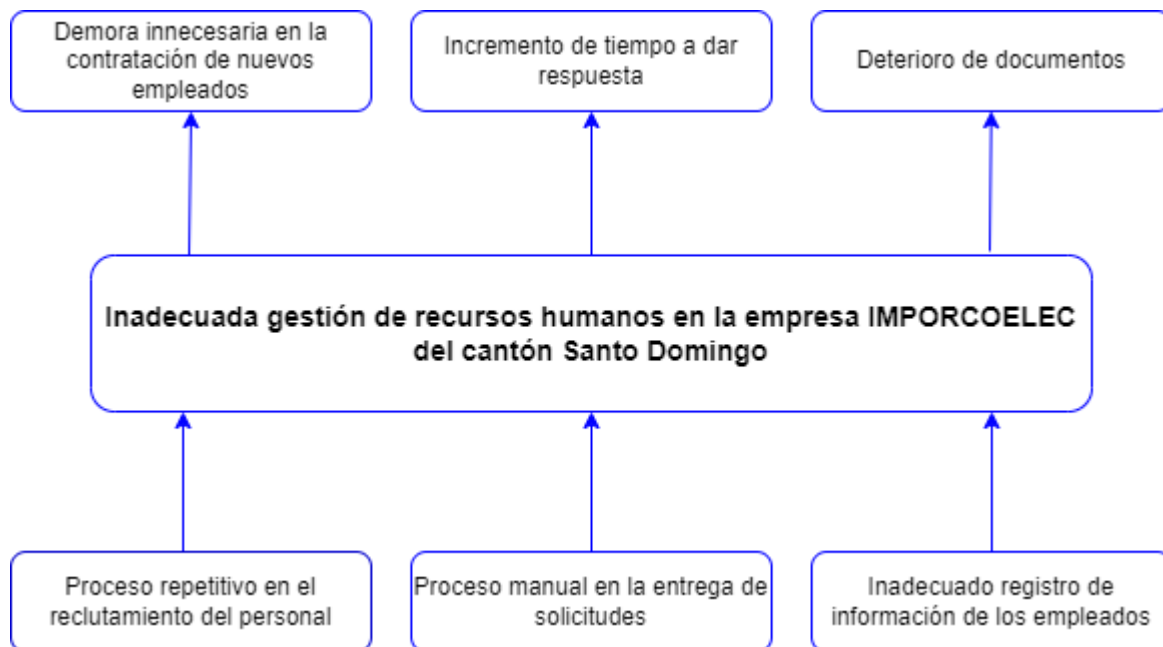 Demora innecesaria en la
contratación de nuevos
empleados
Incremento de tiempo a dar
respuesta
Deterioro de documentos
Inadecuada gestión de recursos humanos en la empresa IMPORCOELEC
del cantón Santo Domingo
Proceso repetitivo en el
reclutamiento del personal
Proceso manual en la entrega de
solicitudes
Inadecuado registro de
información de los empleados